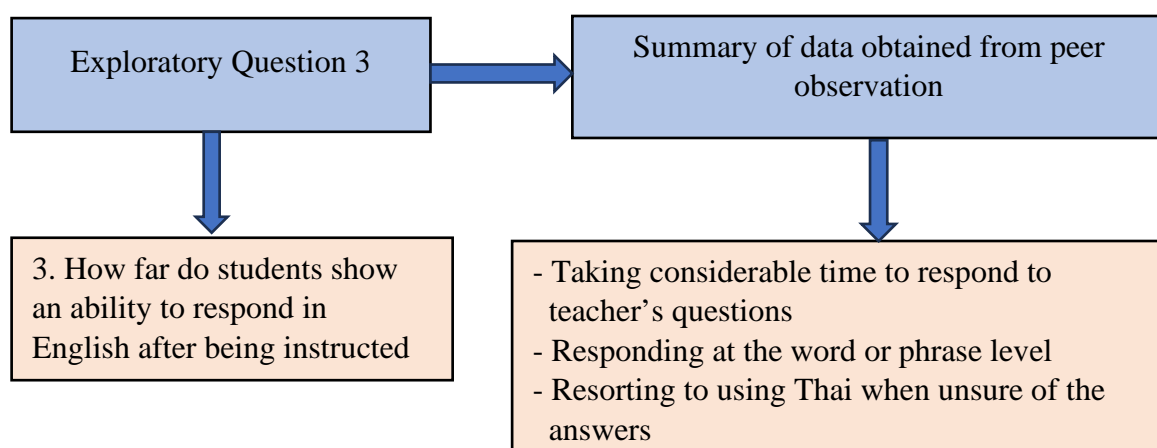 Exploratory Question 3
Summary of data obtained from peer
observation
3. How far do students show
an ability to respond in
English after being instructed
- Taking considerable time to respond to
teacher’s questions
- Responding at the word or phrase level
- Resorting to using Thai when unsure of the
answers